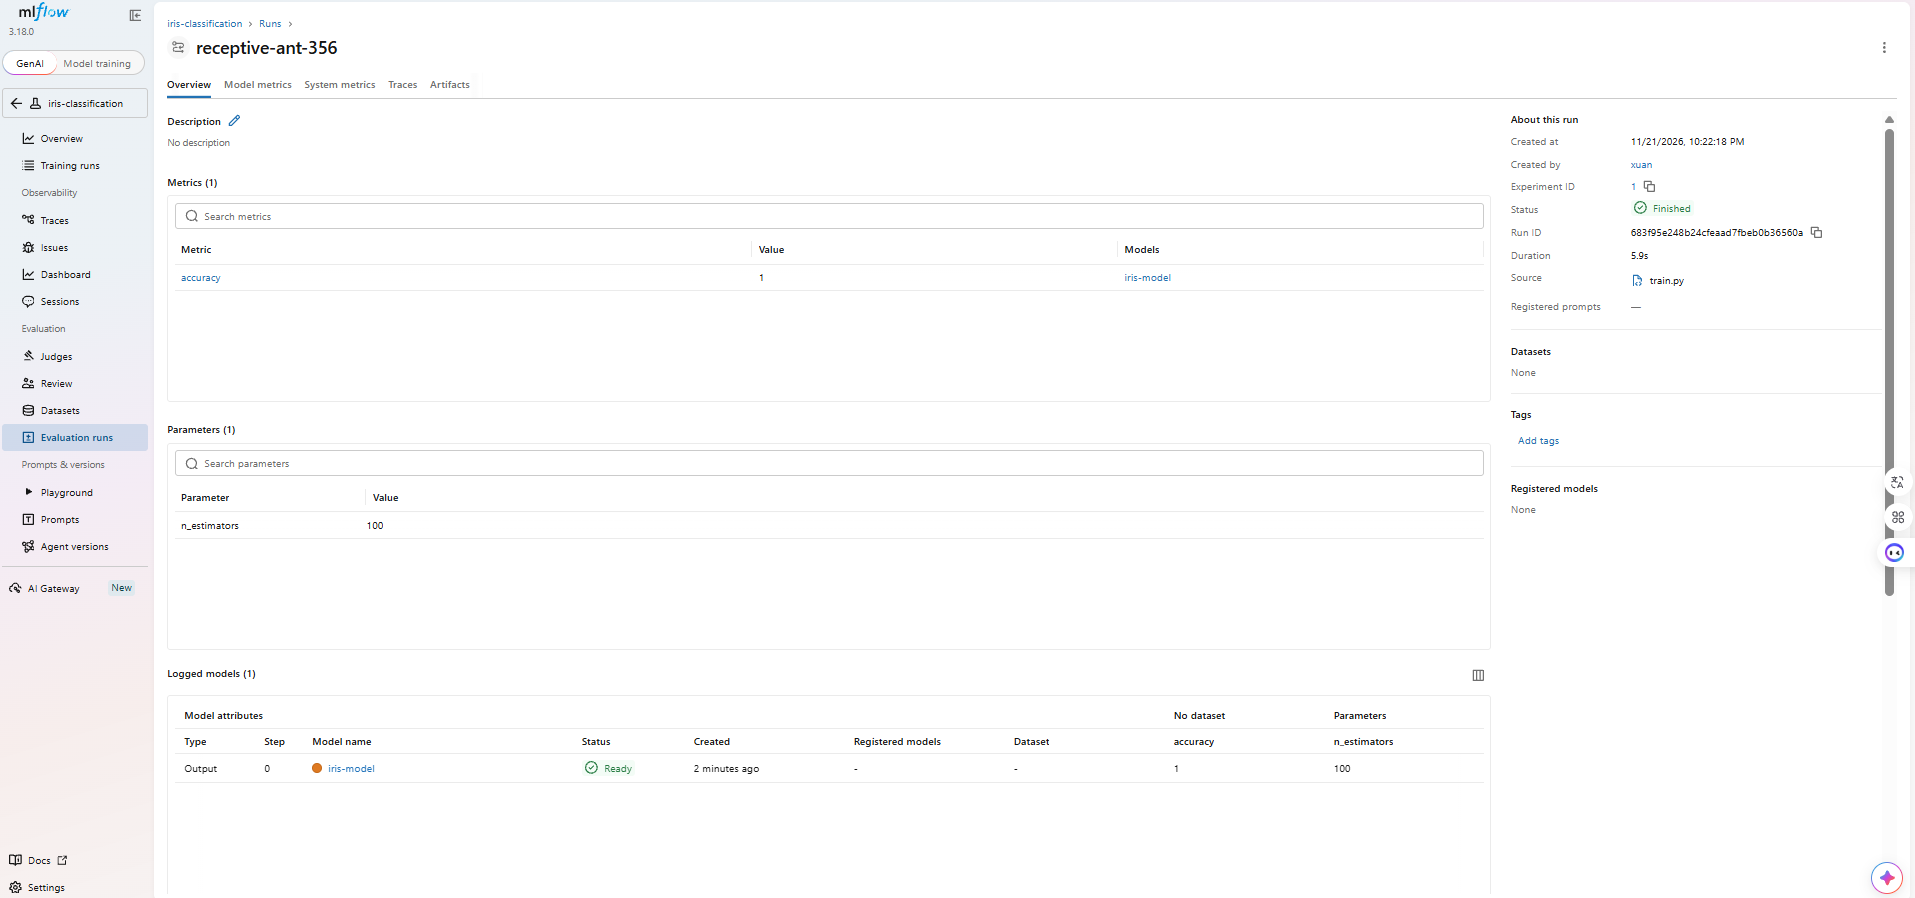 mlflow
3.18.0
GenAI Model training
iris-classification
Overview
Training runs
Observability
Traces
Issues
Dashboard
Sessions
Evaluation
Judges
Review
Datasets
Evaluation runs
Prompts & versions
Playground
Prompts
Agent versions
AI Gateway New
Docs
Settings
iris-classification > Runs >
receptive-ant-356
Overview Model metrics System metrics Traces Artifacts
Description
No description
Metrics (1)
Search metrics
Metric Value Models
accuracy 1 iris-model
Parameters (1)
Search parameters
Parameter Value
n_estimators 100
Logged models (1)
Model attributes No dataset Parameters
Type Step Model name Status Created Registered models Dataset accuracy n_estimators
Output 0 iris-model Ready 2 minutes ago - - 1 100
About this run
Created at 11/21/2026, 10:22:18 PM
Created by xuan
Experiment ID 1
Status Finished
Run ID 683f95e248b24cfeaad7fbeb0b36560a
Duration 5.9s
Source train.py
Registered prompts —
Datasets
None
Tags
Add tags
Registered models
None